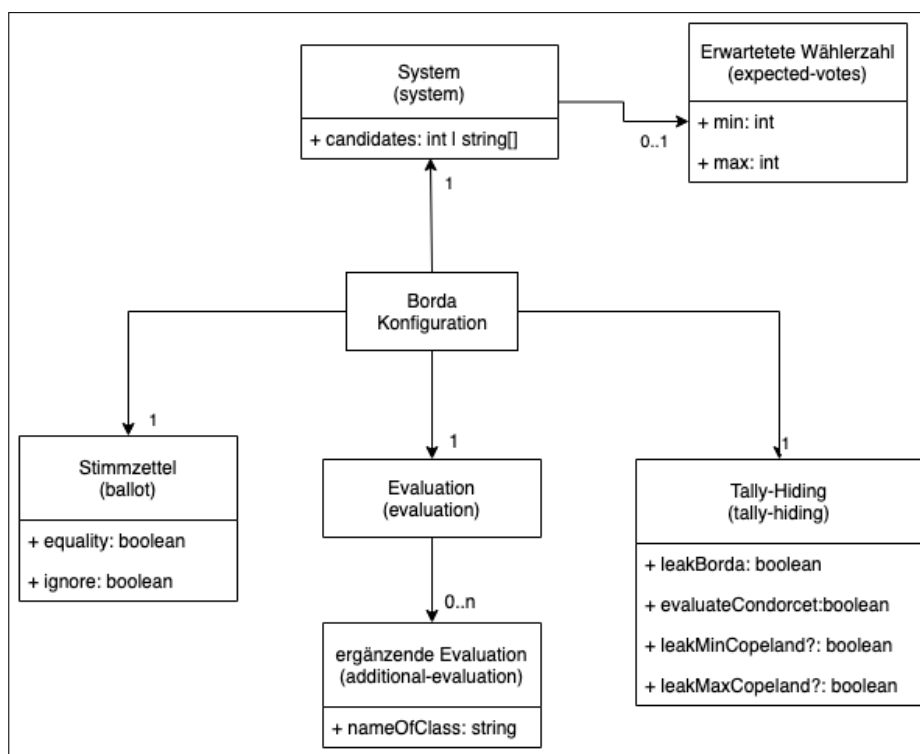 System
(system)
+ candidates: int | string[]
Erwartetete Wählerzahl
(expected-votes)
+ min: int
+ max: int
0..1
1
Borda
Konfiguration
1
Stimmzettel
(ballot)
+ equality: boolean
+ ignore: boolean
1
Evaluation
(evaluation)
0..n
ergänzende Evaluation
(additional-evaluation)
+ nameOfClass: string
1
Tally-Hiding
(tally-hiding)
+ leakBorda: boolean
+ evaluateCondorcet:boolean
+ leakMinCopeland?: boolean
+ leakMaxCopeland?: boolean